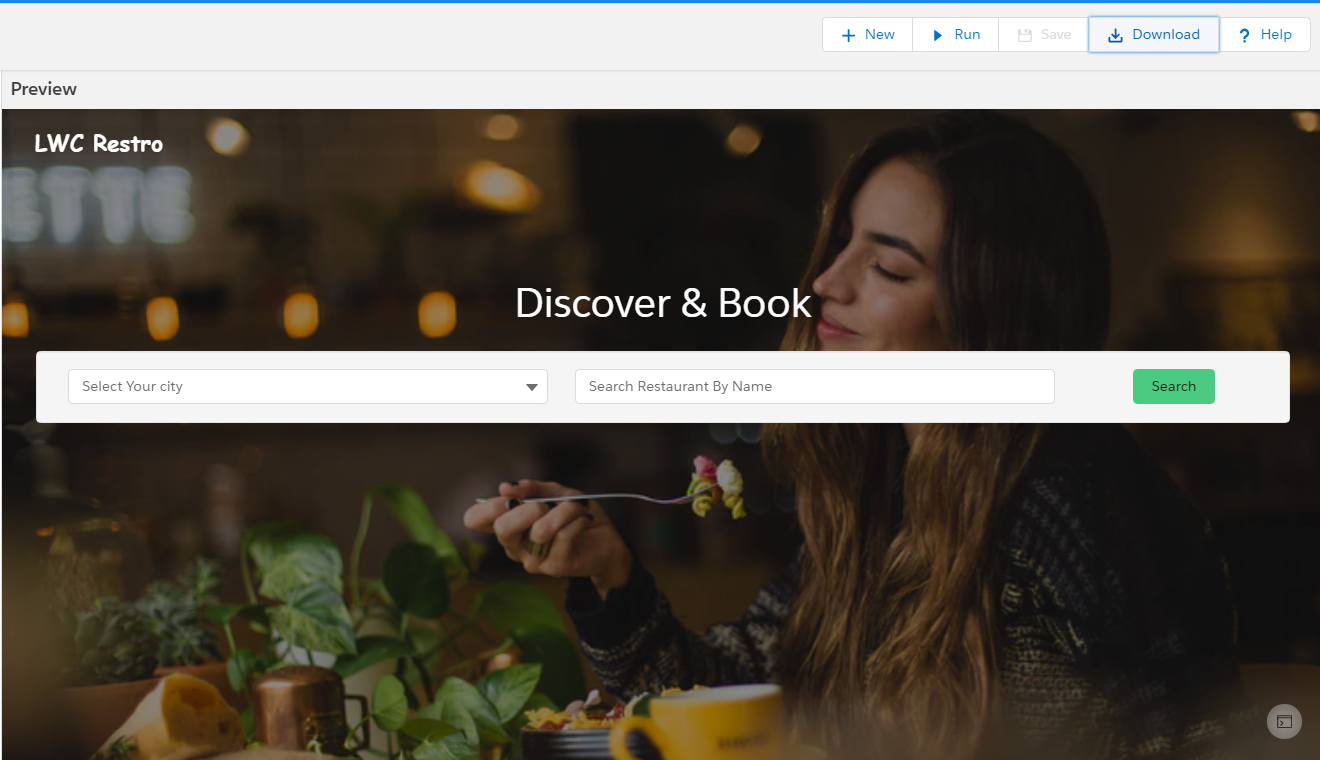 New Run Save Download ? Help
Preview
LWC Restro
ETTE
Discover & Book
Select Your city Search Restaurant By Name Search